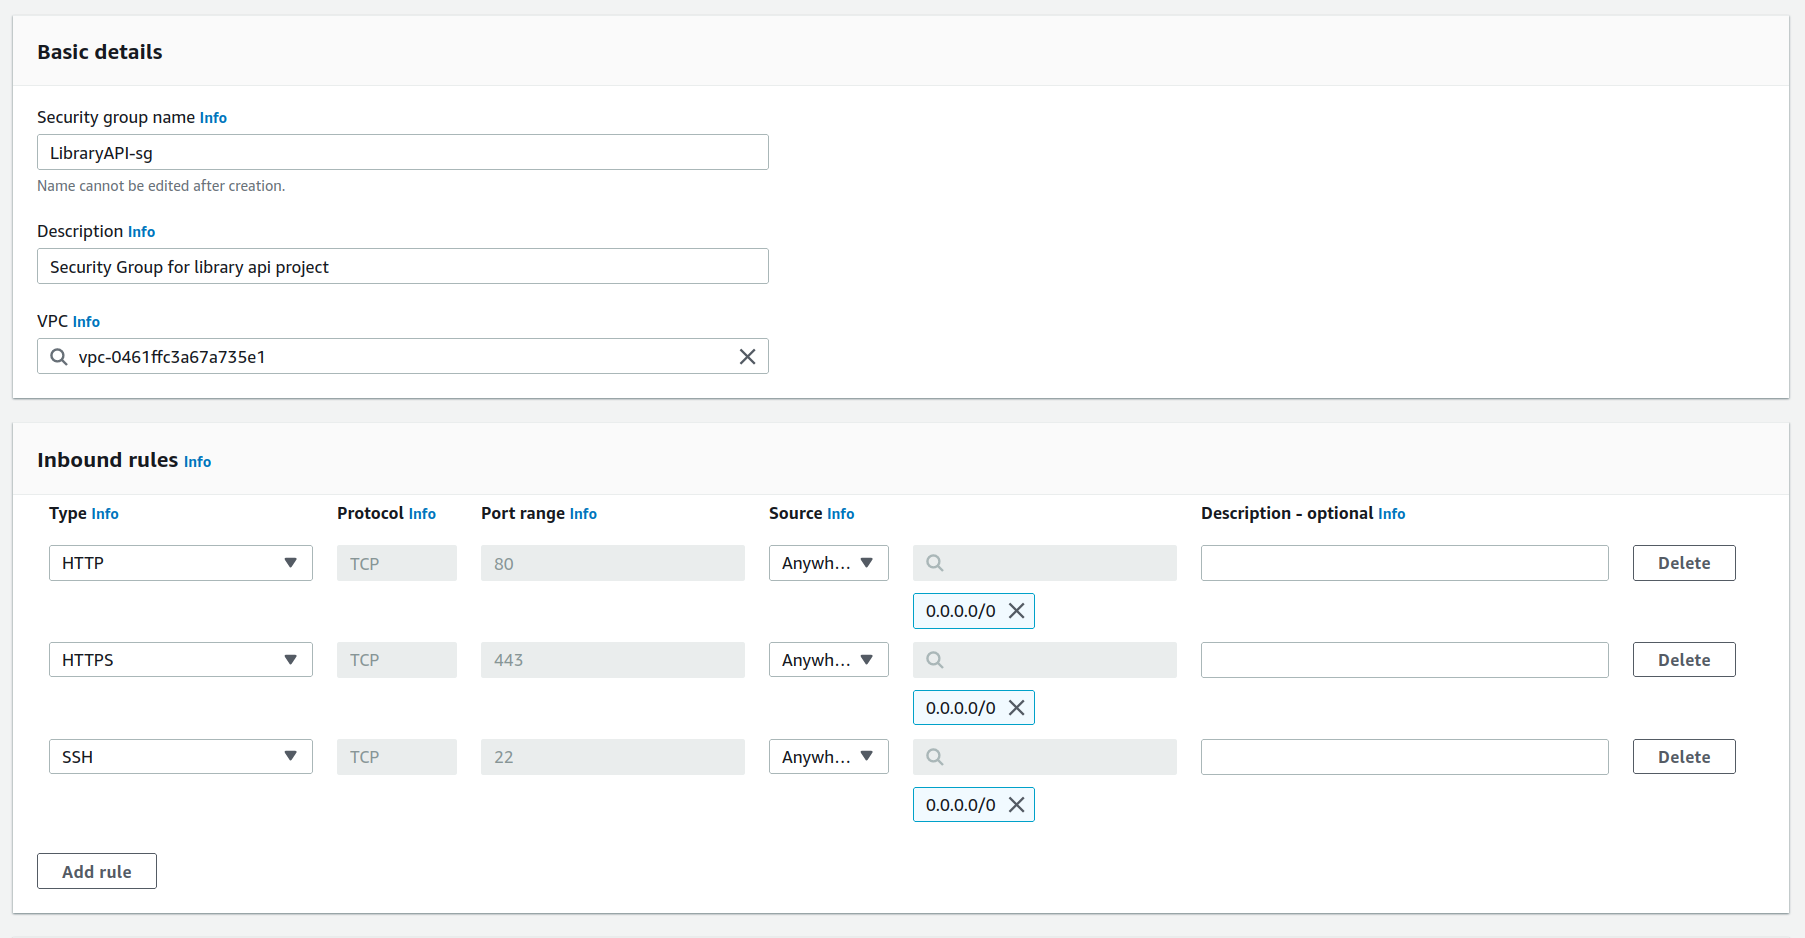 Basic details
Security group name Info
LibraryAPI-sg
Name cannot be edited after creation.
Description Info
Security Group for library api project
VPC Info
vpc-0461ffc3a67a735e1
Inbound rules Info
Type Info Protocol Info Port range Info Source Info Description - optional Info
HTTP TCP 80 Anywh... Delete
0.0.0.0/0
HTTPS TCP 443 Anywh... Delete
0.0.0.0/0
SSH TCP 22 Anywh... Delete
0.0.0.0/0
Add rule